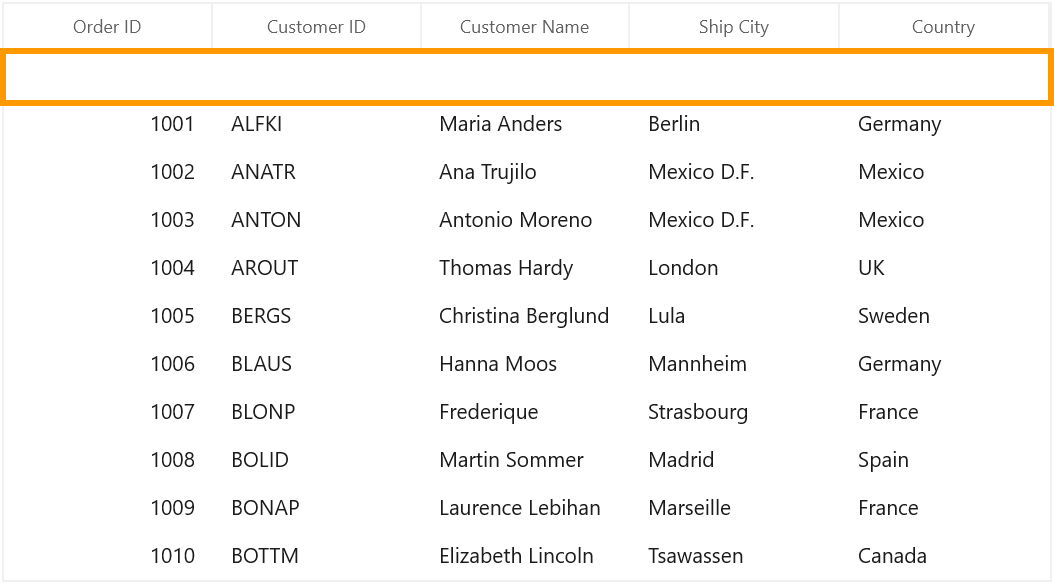 Order ID Customer ID Customer Name Ship City Country
1001 ALFKI Maria Anders Berlin Germany
1002 ANATR Ana Trujilo Mexico D.F. Mexico
1003 ANTON Antonio Moreno Mexico D.F. Mexico
1004 AROUT Thomas Hardy London UK
1005 BERGS Christina Berglund Lula Sweden
1006 BLAUS Hanna Moos Mannheim Germany
1007 BLONP Frederique Strasbourg France
1008 BOLID Martin Sommer Madrid Spain
1009 BONAP Laurence Lebihan Marseille France
1010 BOTTM Elizabeth Lincoln Tsawassen Canada